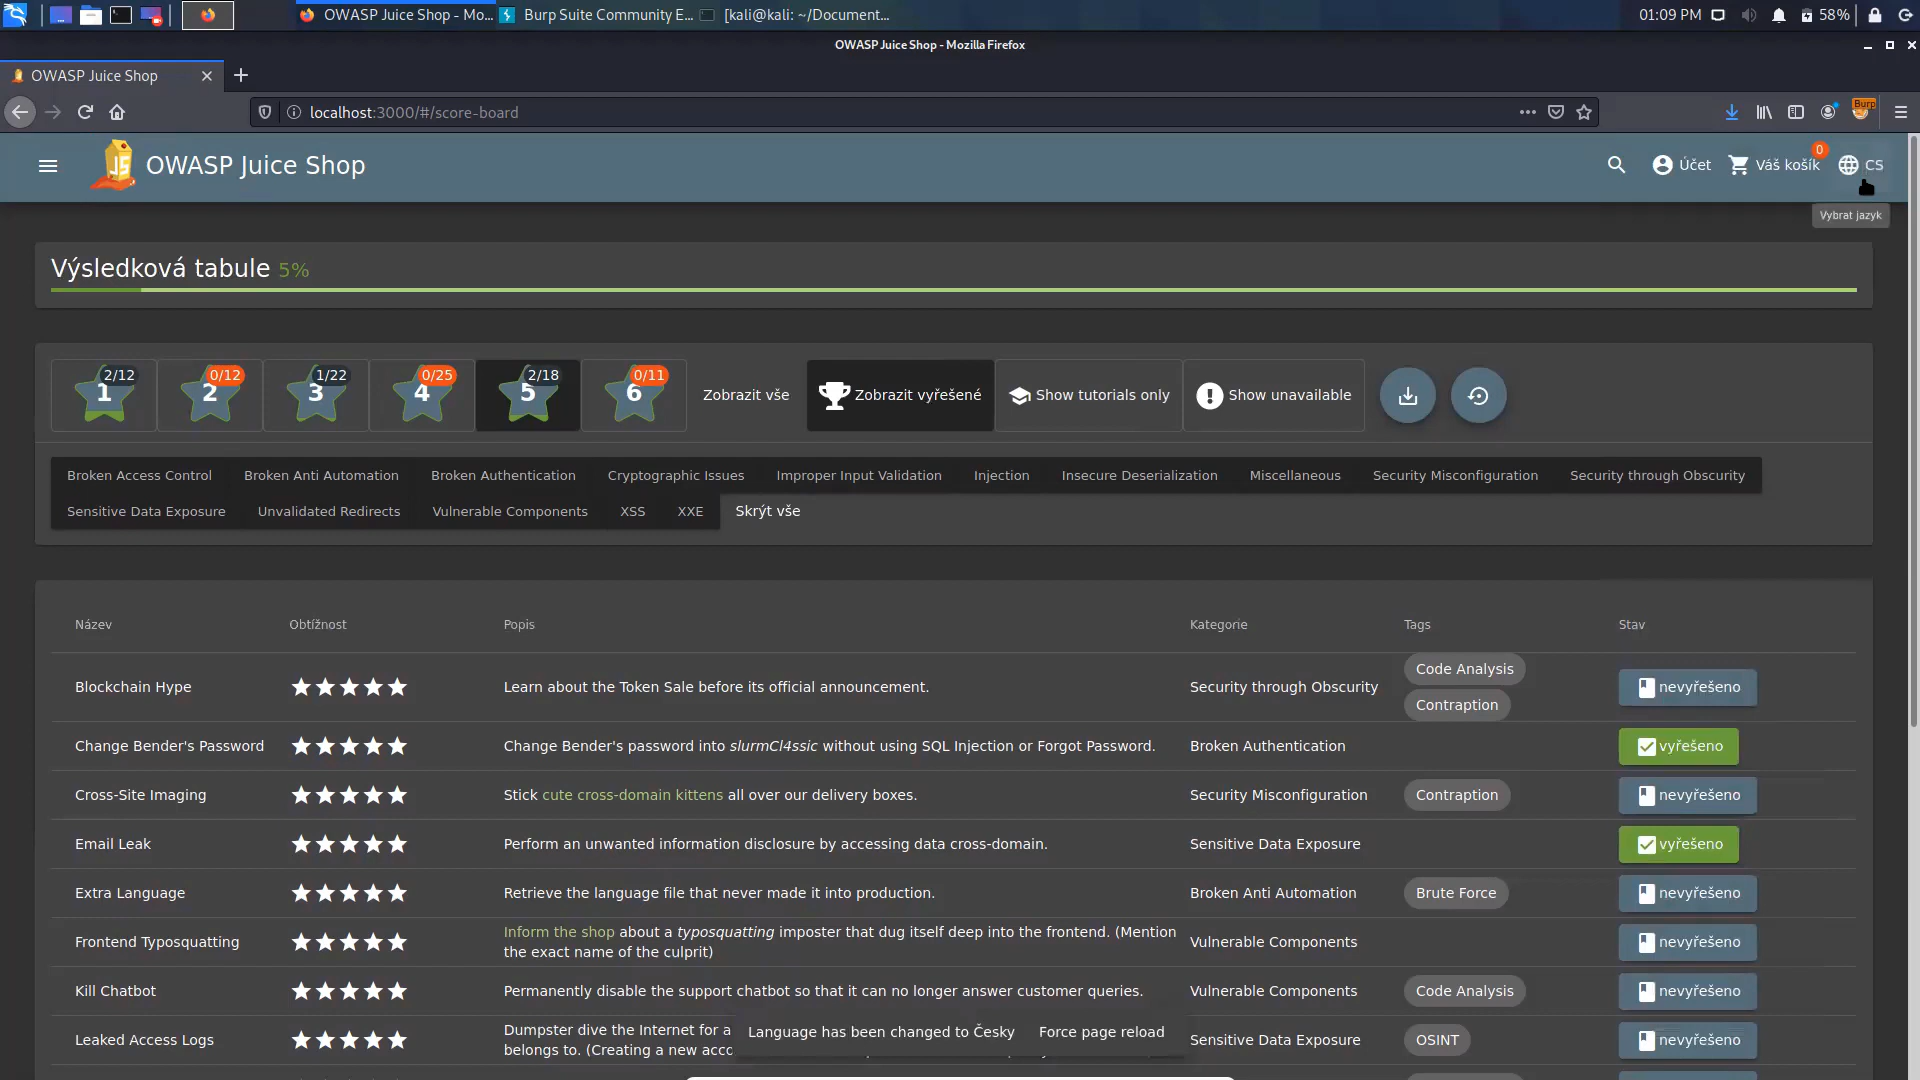 OWASP Juice Shop - Mo... Burp Suite Community E... [kali@kali: ~/Document... 01:09 PM 58%
OWASP Juice Shop - Mozilla Firefox
OWASP Juice Shop
localhost:3000/#/score-board Burp
JS OWASP Juice Shop Účet Váš košík 0 CS
Vybrat jazyk
Výsledková tabule 5%
1 2/12 2 0/12 3 1/22 4 0/25 5 2/18 6 0/11 Zobrazit vše Zobrazit vyřešené Show tutorials only Show unavailable
Broken Access Control Broken Anti Automation Broken Authentication Cryptographic Issues Improper Input Validation Injection Insecure Deserialization Miscellaneous Security Misconfiguration Security through Obscurity
Sensitive Data Exposure Unvalidated Redirects Vulnerable Components XSS XXE Skrýt vše
Název Obtížnost Popis Kategorie Tags Stav
Blockchain Hype Learn about the Token Sale before its official announcement. Security through Obscurity Code Analysis Contraption nevyřešeno
Change Bender's Password Change Bender's password into slurmCl4ssic without using SQL Injection or Forgot Password. Broken Authentication vyřešeno
Cross-Site Imaging Stick cute cross-domain kittens all over our delivery boxes. Security Misconfiguration Contraption nevyřešeno
Email Leak Perform an unwanted information disclosure by accessing data cross-domain. Sensitive Data Exposure vyřešeno
Extra Language Retrieve the language file that never made it into production. Broken Anti Automation Brute Force nevyřešeno
Frontend Typosquatting Inform the shop about a typosquatting imposter that dug itself deep into the frontend. (Mention
the exact name of the culprit) Vulnerable Components nevyřešeno
Kill Chatbot Permanently disable the support chatbot so that it can no longer answer customer queries. Vulnerable Components Code Analysis nevyřešeno
Leaked Access Logs Dumpster dive the Internet for a
belongs to. (Creating a new acco Sensitive Data Exposure OSINT nevyřešeno
Language has been changed to Česky Force page reload